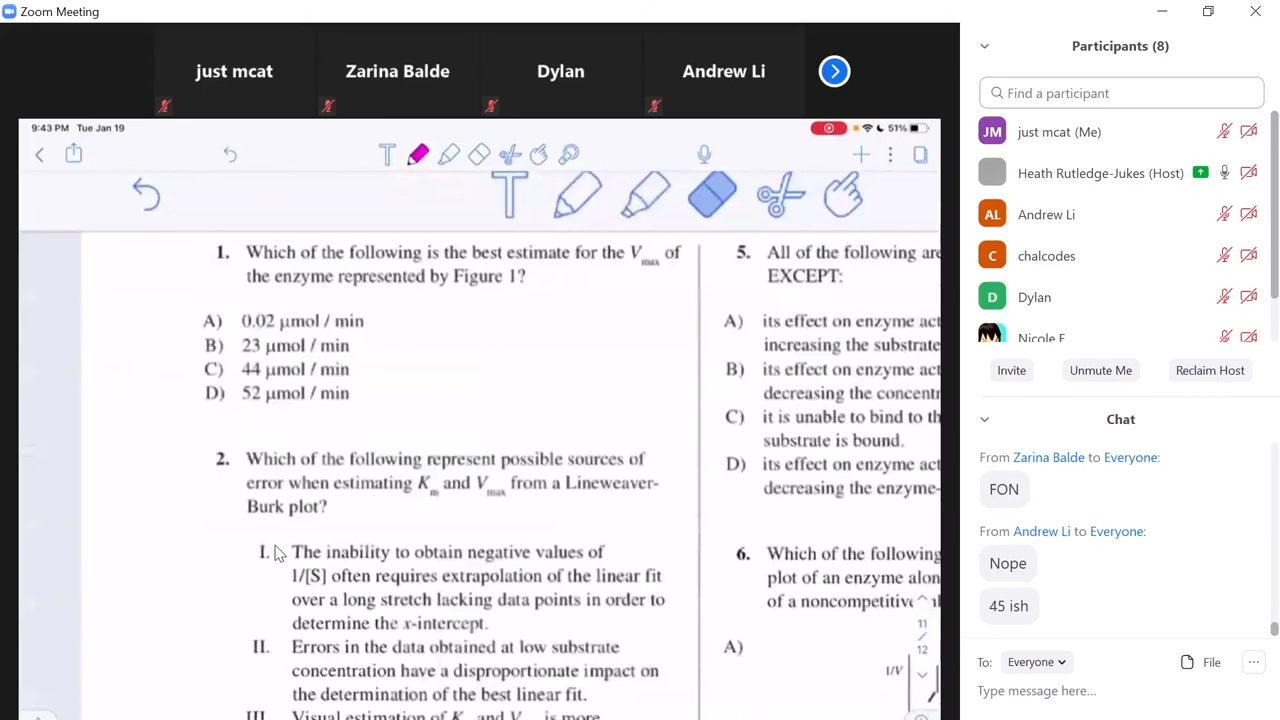 Zoom Meeting
just mcat
Zarina Balde
Dylan
Andrew Li
9:43 PM Tue Jan 19
51%
1. Which of the following is the best estimate for the Vmax of
the enzyme represented by Figure 1?
A) 0.02 μmol / min
B) 23 μmol / min
C) 44 μmol / min
D) 52 μmol / min
2. Which of the following represent possible sources of
error when estimating Km and Vmax from a Lineweaver-
Burk plot?
I. The inability to obtain negative values of
1/[S] often requires extrapolation of the linear fit
over a long stretch lacking data points in order to
determine the x-intercept.
II. Errors in the data obtained at low substrate
concentration have a disproportionate impact on
the determination of the best linear fit.
III. Visual estimation of K and V is more
5. All of the following are
EXCEPT:
A) its effect on enzyme act
increasing the substrate
B) its effect on enzyme act
decreasing the concentr
C) it is unable to bind to th
substrate is bound.
D) its effect on enzyme act
decreasing the enzyme-
6. Which of the following
plot of an enzyme alon
of a noncompetitive
A)
1/V
11
/
12
Participants (8)
Find a participant
JM just mcat (Me)
Heath Rutledge-Jukes (Host)
AL Andrew Li
C chalcodes
D Dylan
Nicole F
Invite
Unmute Me
Reclaim Host
Chat
From Zarina Balde to Everyone:
FON
From Andrew Li to Everyone:
Nope
45 ish
To: Everyone
File
Type message here...